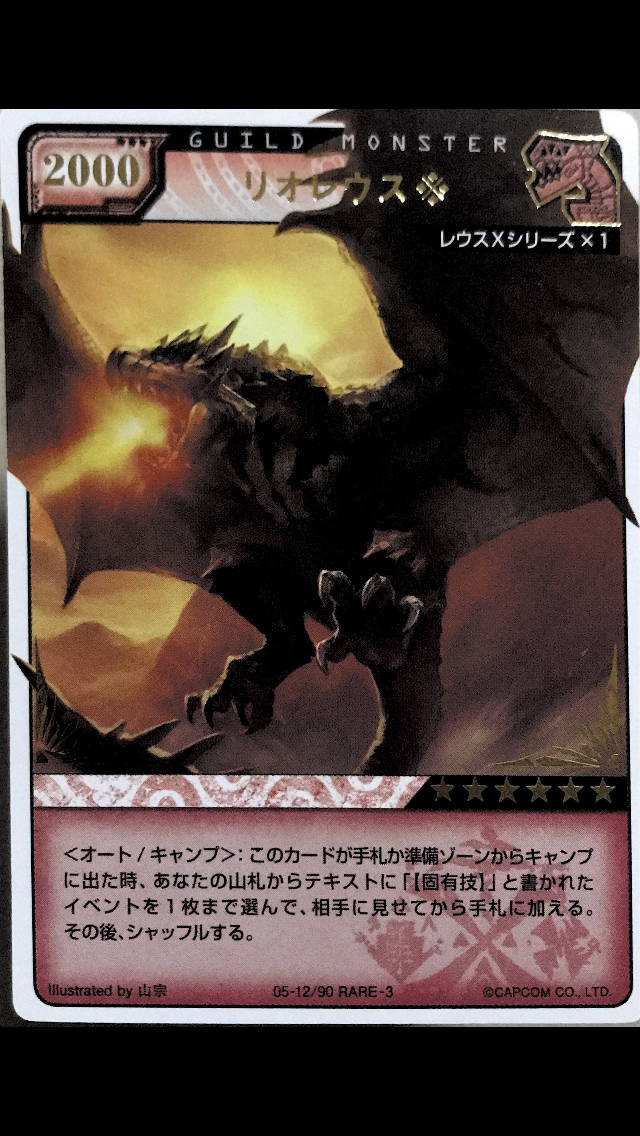 GUILD MONSTER
2000
リオレウス※
レウスXシリーズ×1
<オート/キャンプ>:このカードが手札か準備ゾーンからキャンプ
に出た時、あなたの山札からテキストに「【固有技】」と書かれた
イベントを1枚まで選んで、相手に見せてから手札に加える。
その後、シャッフルする。
Illustrated by 山宗
05-12/90 RARE-3
©CAPCOM CO., LTD.